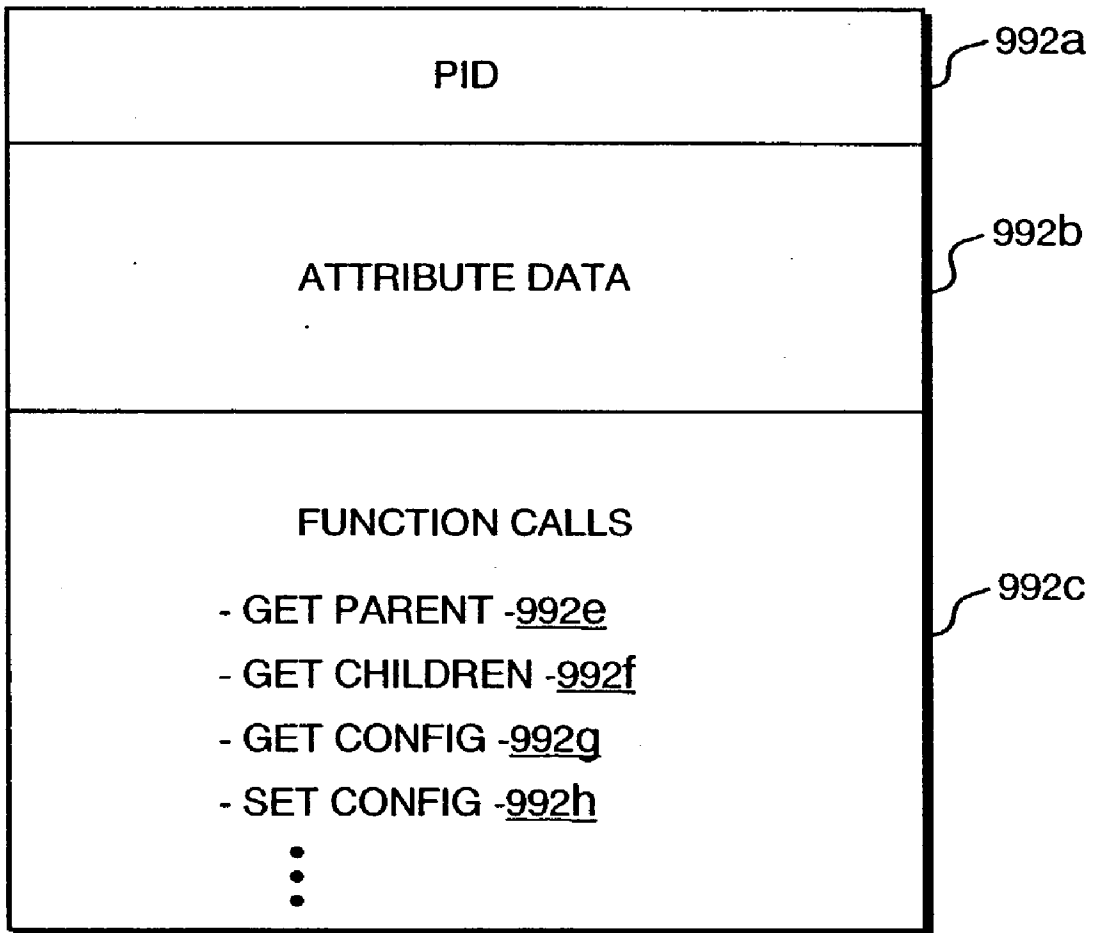 PID
992a
ATTRIBUTE DATA
992b
FUNCTION CALLS
- GET PARENT -992e
- GET CHILDREN -992f
- GET CONFIG -992g
- SET CONFIG -992h
992c